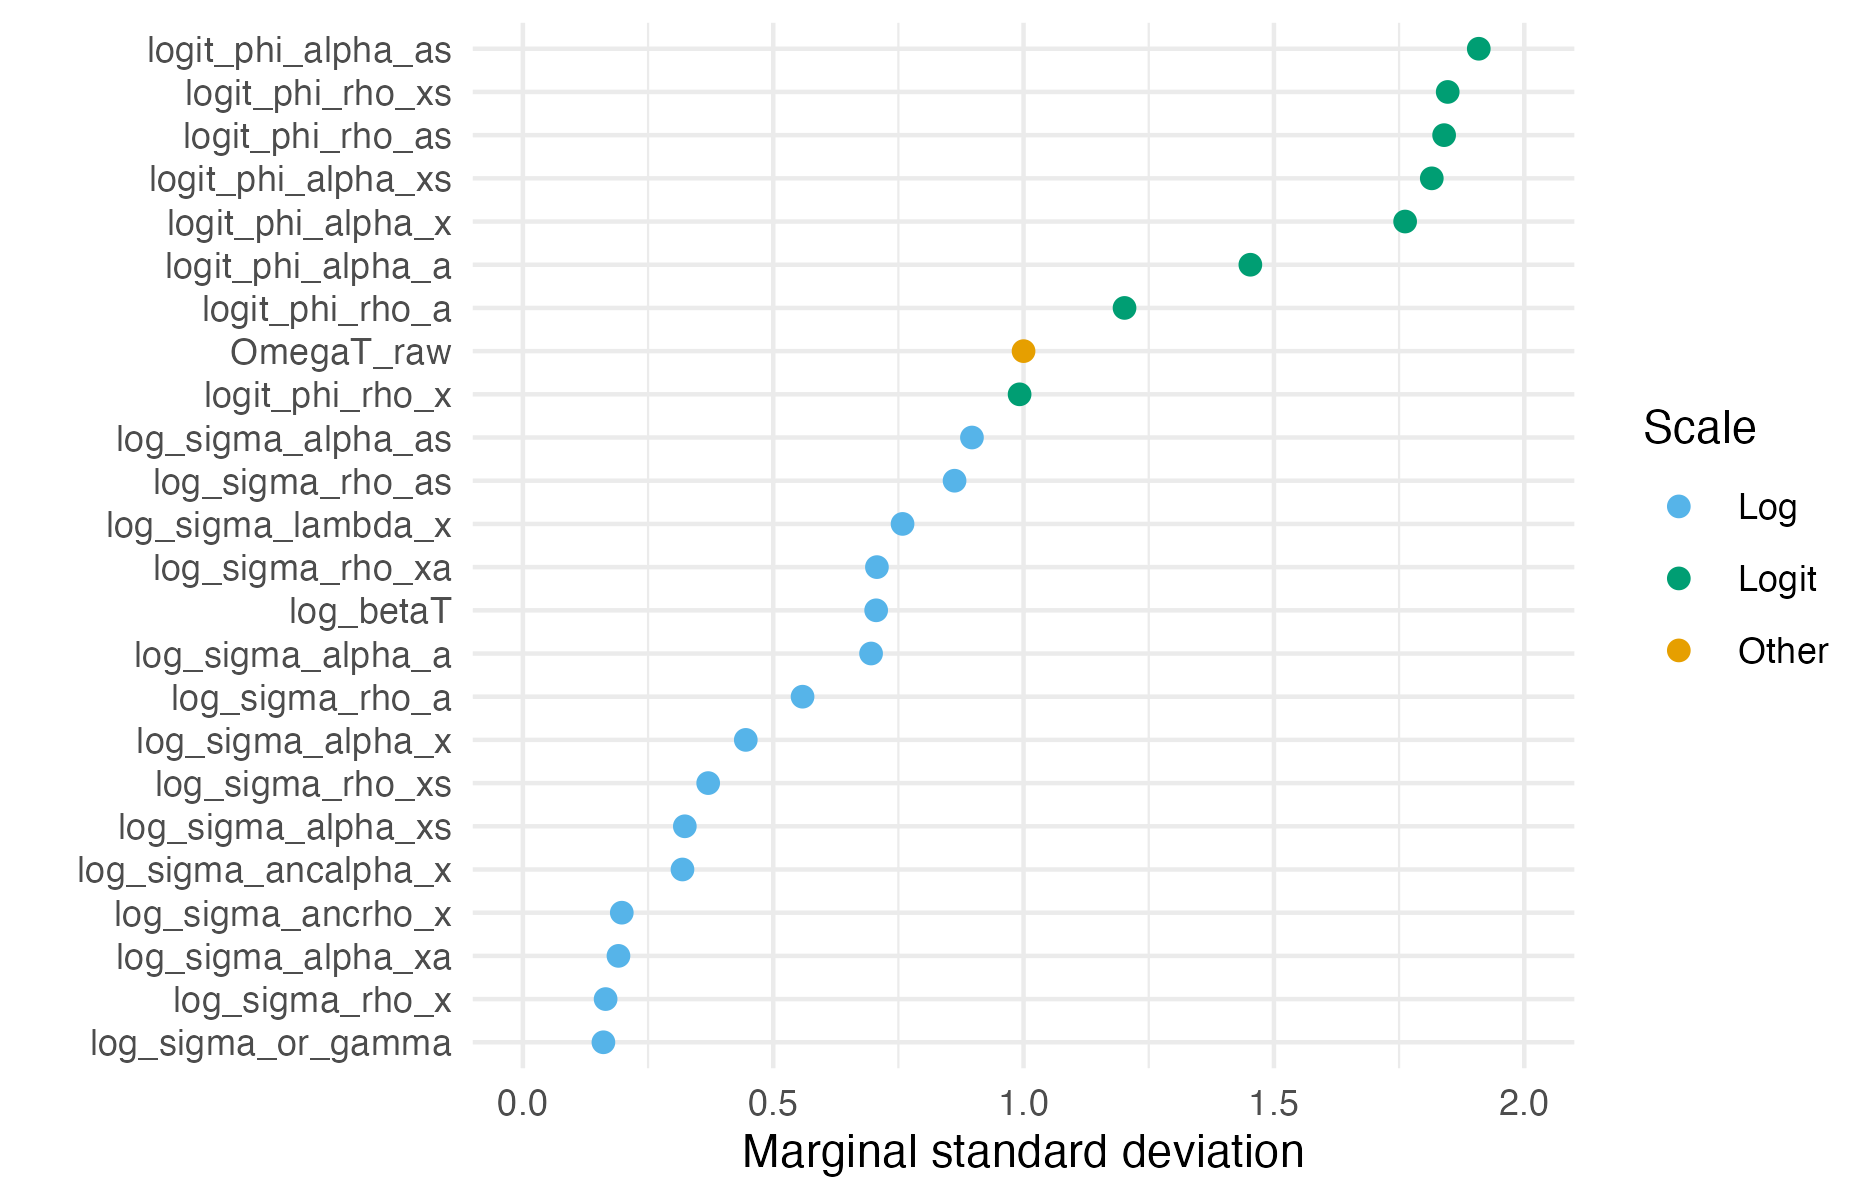 logit_phi_alpha_as
logit_phi_rho_xs
logit_phi_rho_as
logit_phi_alpha_xs
logit_phi_alpha_x
logit_phi_alpha_a
logit_phi_rho_a
OmegaT_raw
logit_phi_rho_x
log_sigma_alpha_as
log_sigma_rho_as
log_sigma_lambda_x
log_sigma_rho_xa
log_betaT
log_sigma_alpha_a
log_sigma_rho_a
log_sigma_alpha_x
log_sigma_rho_xs
log_sigma_alpha_xs
log_sigma_ancalpha_x
log_sigma_ancrho_x
log_sigma_alpha_xa
log_sigma_rho_x
log_sigma_or_gamma
0.0 0.5 1.0 1.5 2.0
Marginal standard deviation
Scale
Log
Logit
Other